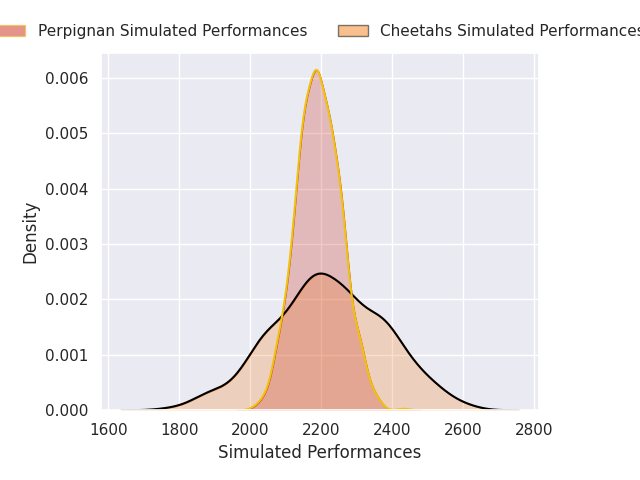 Perpignan Simulated Performances
Cheetahs Simulated Performances
0.006
0.005
0.004
0.003
0.002
0.001
0.000
Density
1600 1800 2000 2200 2400 2600 2800
Simulated Performances